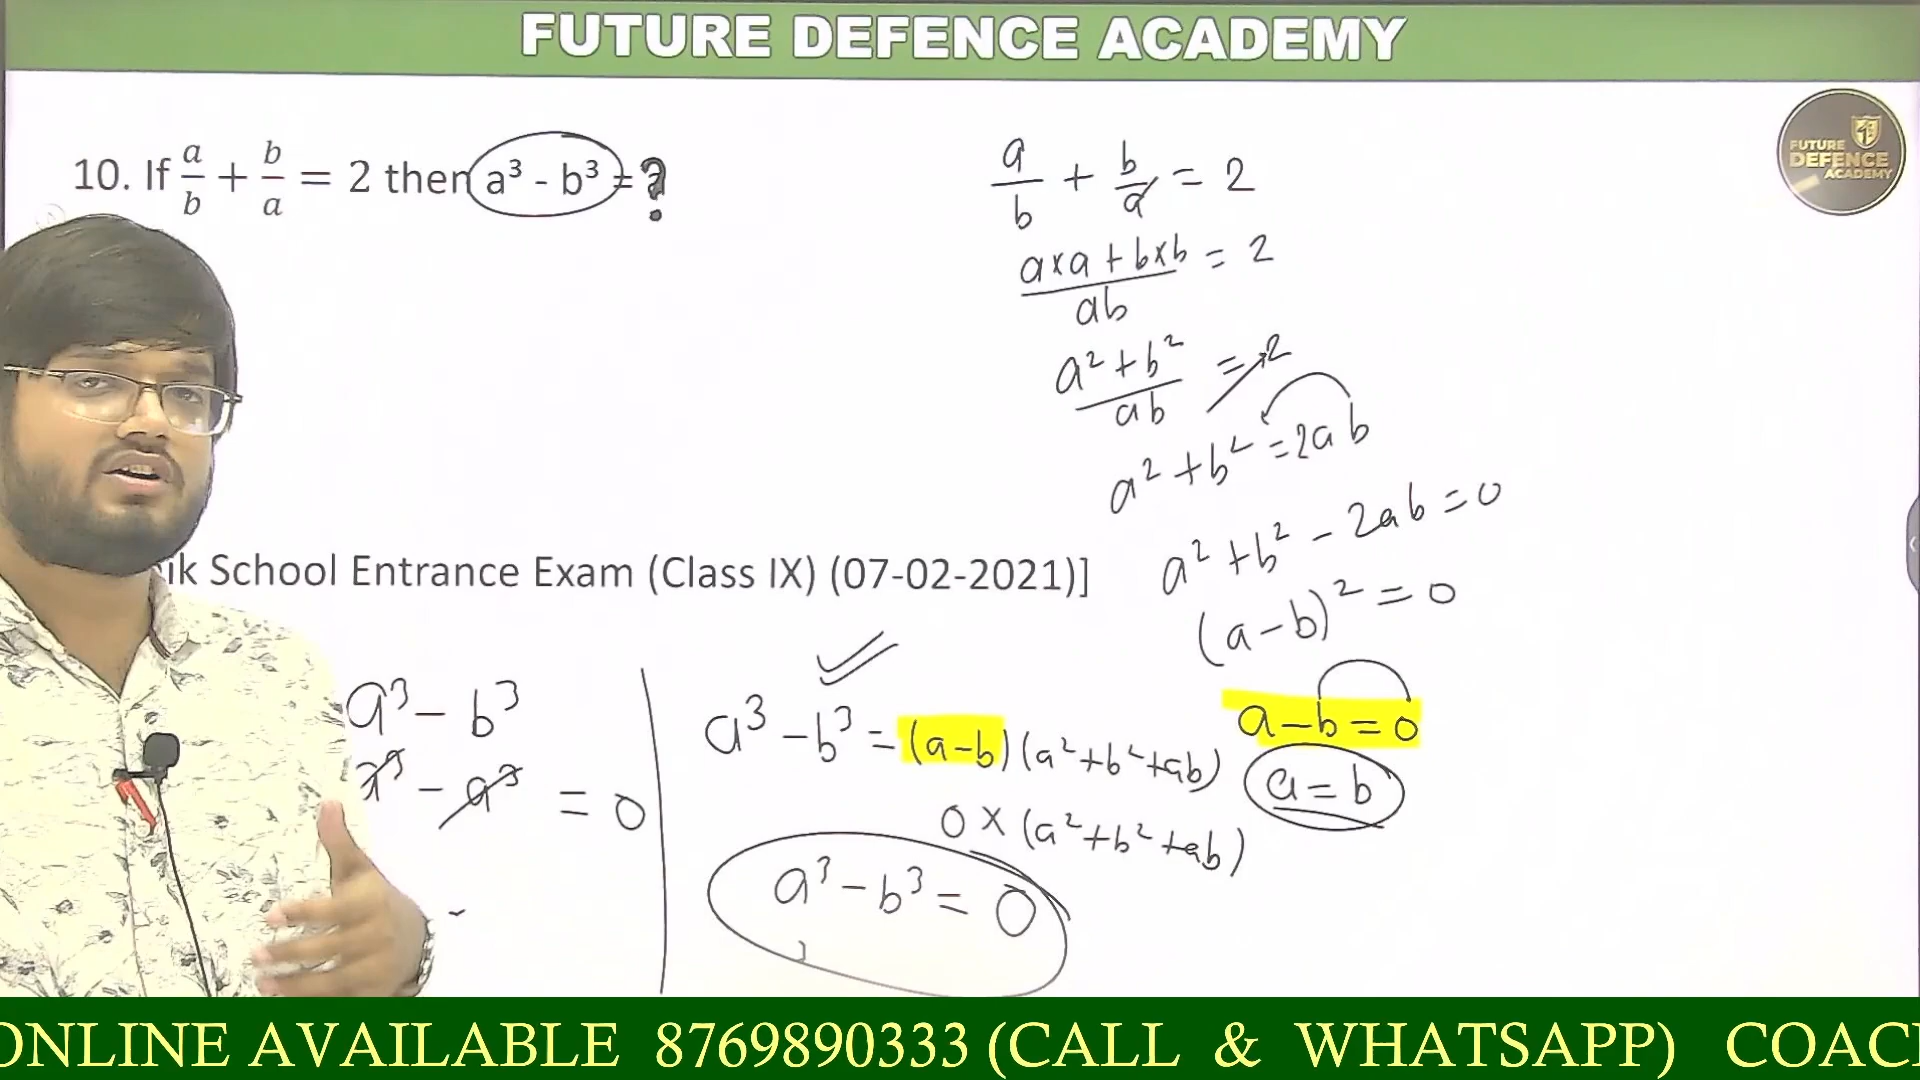 FUTURE DEFENCE ACADEMY
FUTURE
DEFENCE
ACADEMY
10. If a/b + b/a = 2 then a³ - b³ = ?
a/b + b/a = 2
a×a + b×b / ab = 2
a² + b² / ab = 2
a² + b² = 2ab
a² + b² - 2ab = 0
ik School Entrance Exam (Class IX) (07-02-2021)]
(a-b)² = 0
a-b = 0
a = b
a³ - b³
a³ - a³ = 0
a³ - b³ = (a-b)(a²+b²+ab)
0 × (a²+b²+ab)
a³ - b³ = 0
ONLINE AVAILABLE 8769890333 (CALL & WHATSAPP) COAC